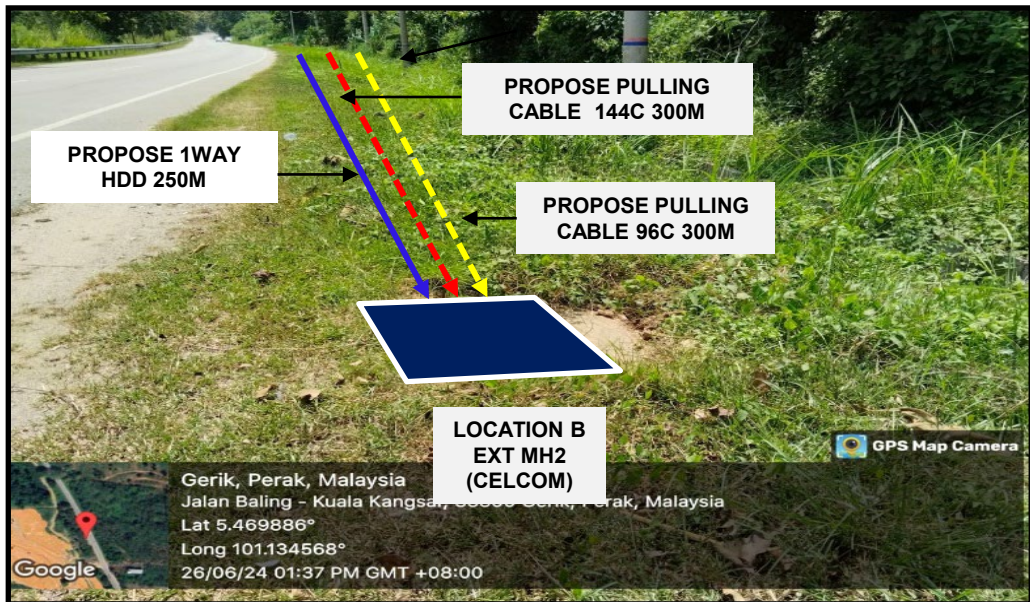 PROPOSE PULLING
CABLE 144C 300M
PROPOSE 1WAY
HDD 250M
PROPOSE PULLING
CABLE 96C 300M
LOCATION B
EXT MH2
(CELCOM)
GPS Map Camera
Gerik, Perak, Malaysia
Jalan Baling - Kuala Kangsar, Perak, Malaysia
Lat 5.469886°
Long 101.134568°
26/06/24 01:37 PM GMT +08:00
Google